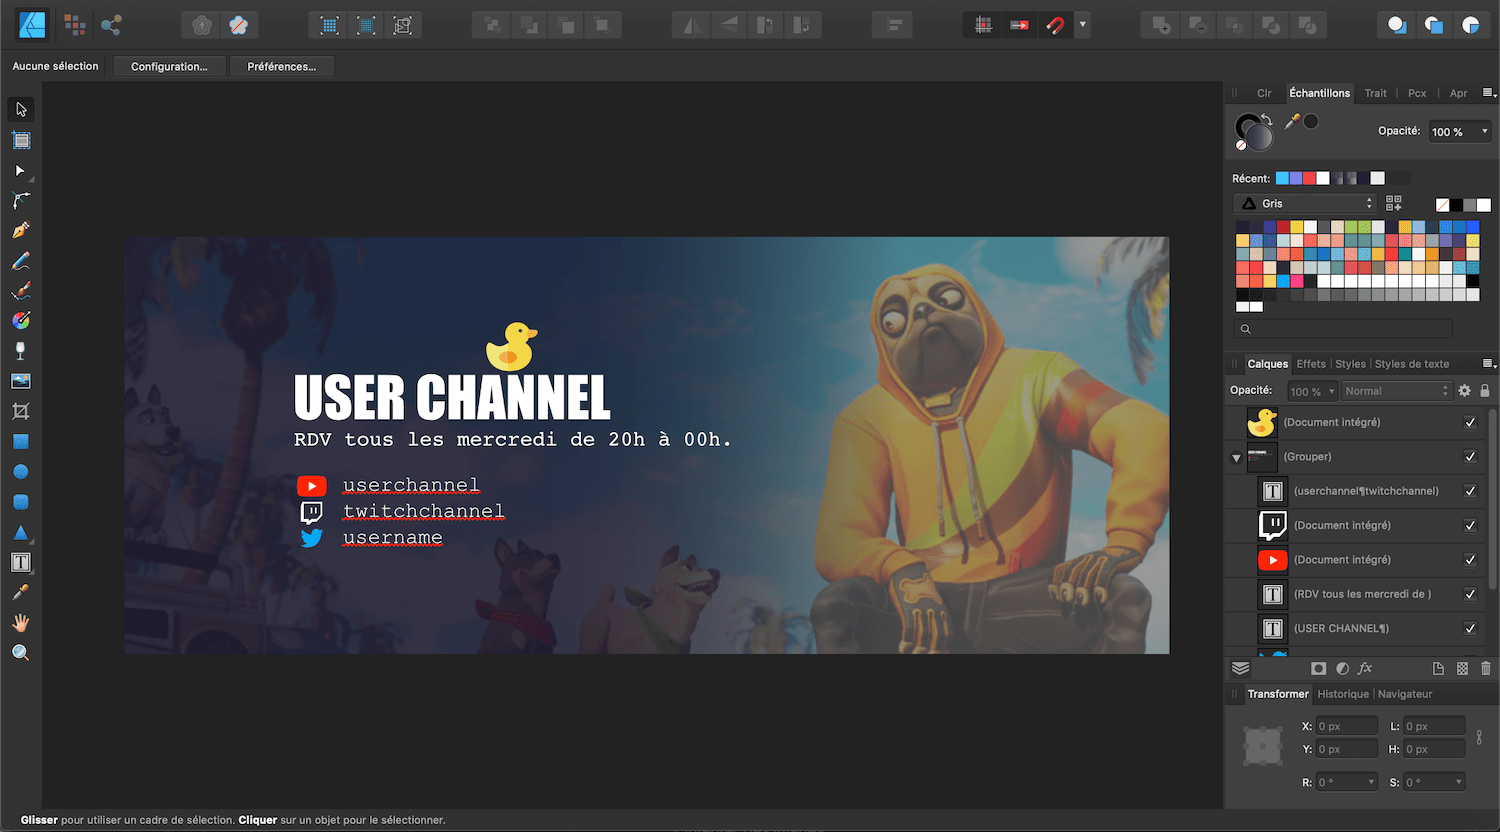 Aucune sélection
Configuration...
Préférences...
Clr
Échantillons
Trait
Pcx
Apr
Opacité:
100 %
Récent:
Gris
USER CHANNEL
RDV tous les mercredi de 20h à 00h.
userchannel
twitchchannel
username
Calques
Effets
Styles
Styles de texte
Opacité:
100 %
Normal
(Document intégré)
(Grouper)
T (userchannel¶twitchchannel)
(Document intégré)
(Document intégré)
T (RDV tous les mercredi de )
T (USER CHANNEL¶)
fx
T
Transformer
Historique
Navigateur
X: 0 px
L: 0 px
Y: 0 px
H: 0 px
R: 0 °
S: 0 °
Glisser pour utiliser un cadre de sélection. Cliquer sur un objet pour le sélectionner.